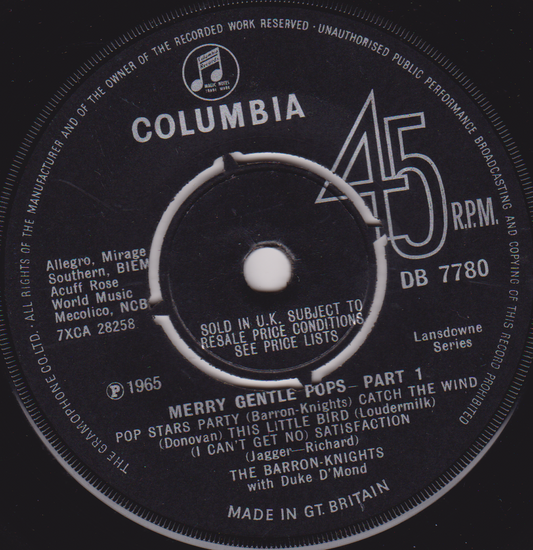 ALL RIGHTS OF THE MANUFACTURER AND OF THE OWNER OF THE RECORDED WORK RESERVED · UNAUTHORISED PUBLIC PERFORMANCE BROADCASTING AND COPYING OF THIS RECORD PROHIBITED
THE GRAMOPHONE CO. LTD. ·
COLUMBIA
45
R.P.M.
DB 7780
Allegro, Mirage
Southern, BIEM
Acuff Rose
World Music
Mecolico, NCB
7XCA 28258
SOLD IN U.K. SUBJECT TO
RESALE PRICE CONDITIONS
SEE PRICE LISTS
Lansdowne
Series
Ⓟ 1965
MERRY GENTLE POPS – PART 1
POP STARS PARTY (Barron-Knights) CATCH THE WIND
(Donovan) THIS LITTLE BIRD (Loudermilk)
(I CAN'T GET NO) SATISFACTION
(Jagger–Richard)
THE BARRON-KNIGHTS
with Duke D'Mond
MADE IN GT. BRITAIN